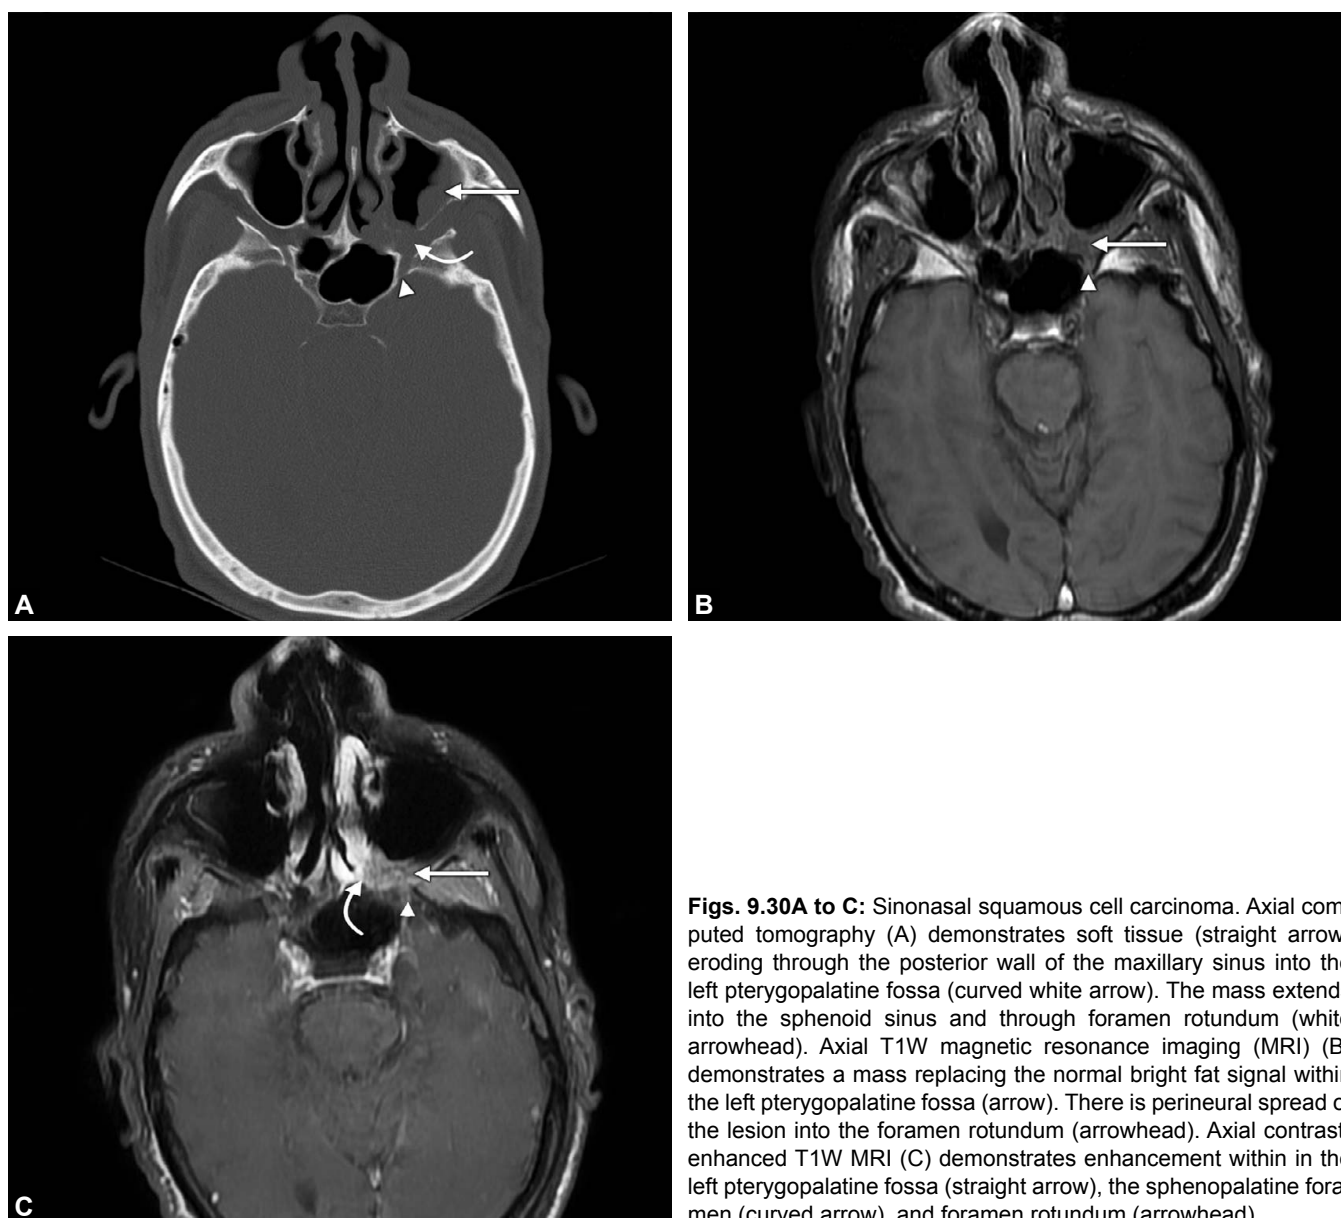 A
B
Figs. 9.30A to C: Sinonasal squamous cell carcinoma. Axial com
puted tomography (A) demonstrates soft tissue (straight arrow
eroding through the posterior wall of the maxillary sinus into the
left pterygopalatine fossa (curved white arrow). The mass extend
into the sphenoid sinus and through foramen rotundum (white
arrowhead). Axial T1W magnetic resonance imaging (MRI) (B
demonstrates a mass replacing the normal bright fat signal within
the left pterygopalatine fossa (arrow). There is perineural spread o
the lesion into the foramen rotundum (arrowhead). Axial contrast
enhanced T1W MRI (C) demonstrates enhancement within in the
left pterygopalatine fossa (straight arrow), the sphenopalatine fora
men (curved arrow), and foramen rotundum (arrowhead)
C